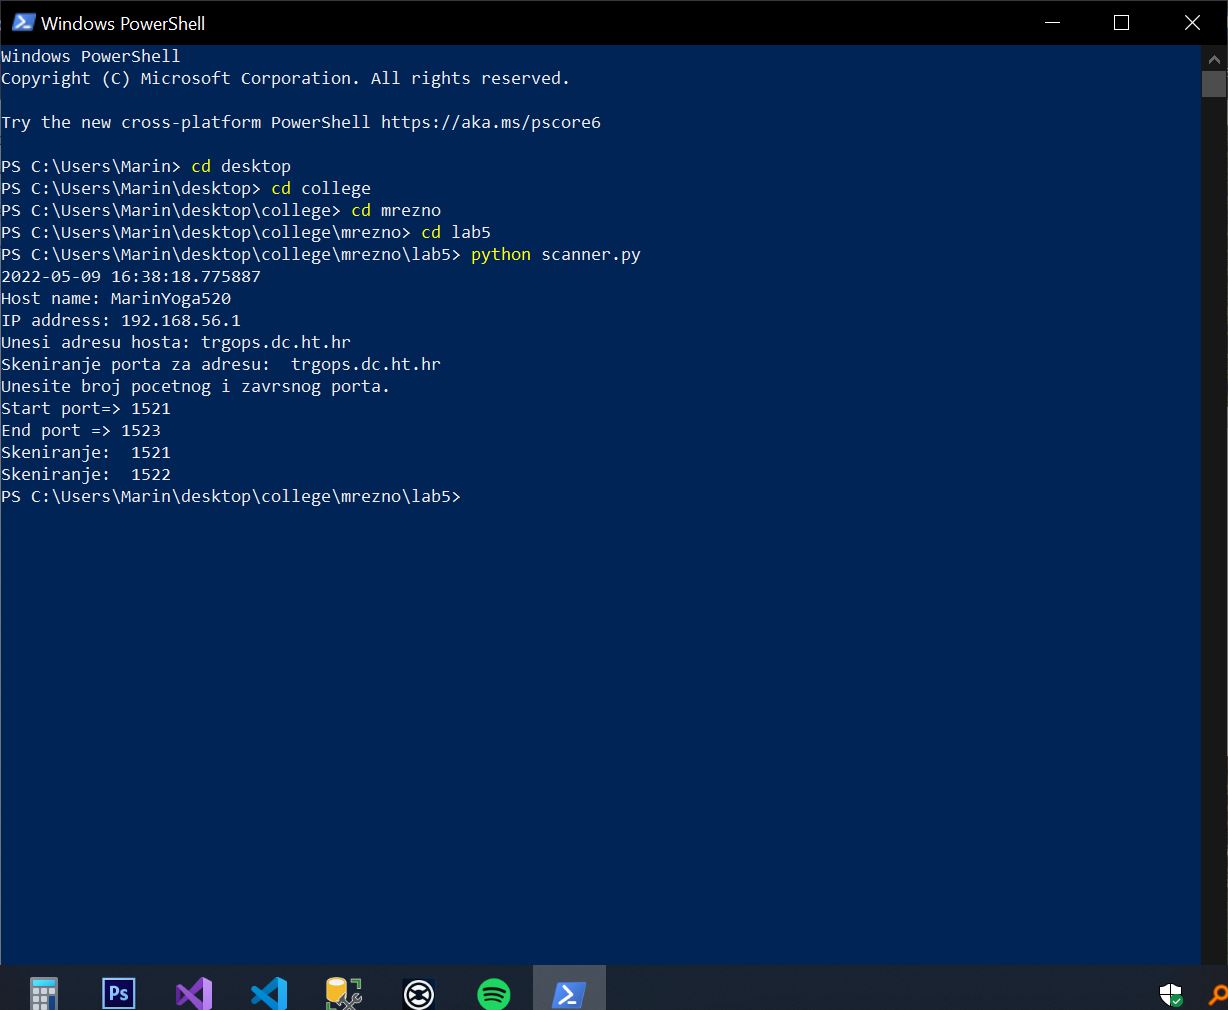 Windows PowerShell
Windows PowerShell
Copyright (C) Microsoft Corporation. All rights reserved.
Try the new cross-platform PowerShell https://aka.ms/pscore6
PS C:\Users\Marin> cd desktop
PS C:\Users\Marin\desktop> cd college
PS C:\Users\Marin\desktop\college> cd mrezno
PS C:\Users\Marin\desktop\college\mrezno> cd lab5
PS C:\Users\Marin\desktop\college\mrezno\lab5> python scanner.py
2022-05-09 16:38:18.775887
Host name: MarinYoga520
IP address: 192.168.56.1
Unesi adresu hosta: trgops.dc.ht.hr
Skeniranje porta za adresu:  trgops.dc.ht.hr
Unesite broj pocetnog i zavrsnog porta.
Start port=> 1521
End port => 1523
Skeniranje:  1521
Skeniranje:  1522
PS C:\Users\Marin\desktop\college\mrezno\lab5>
Ps